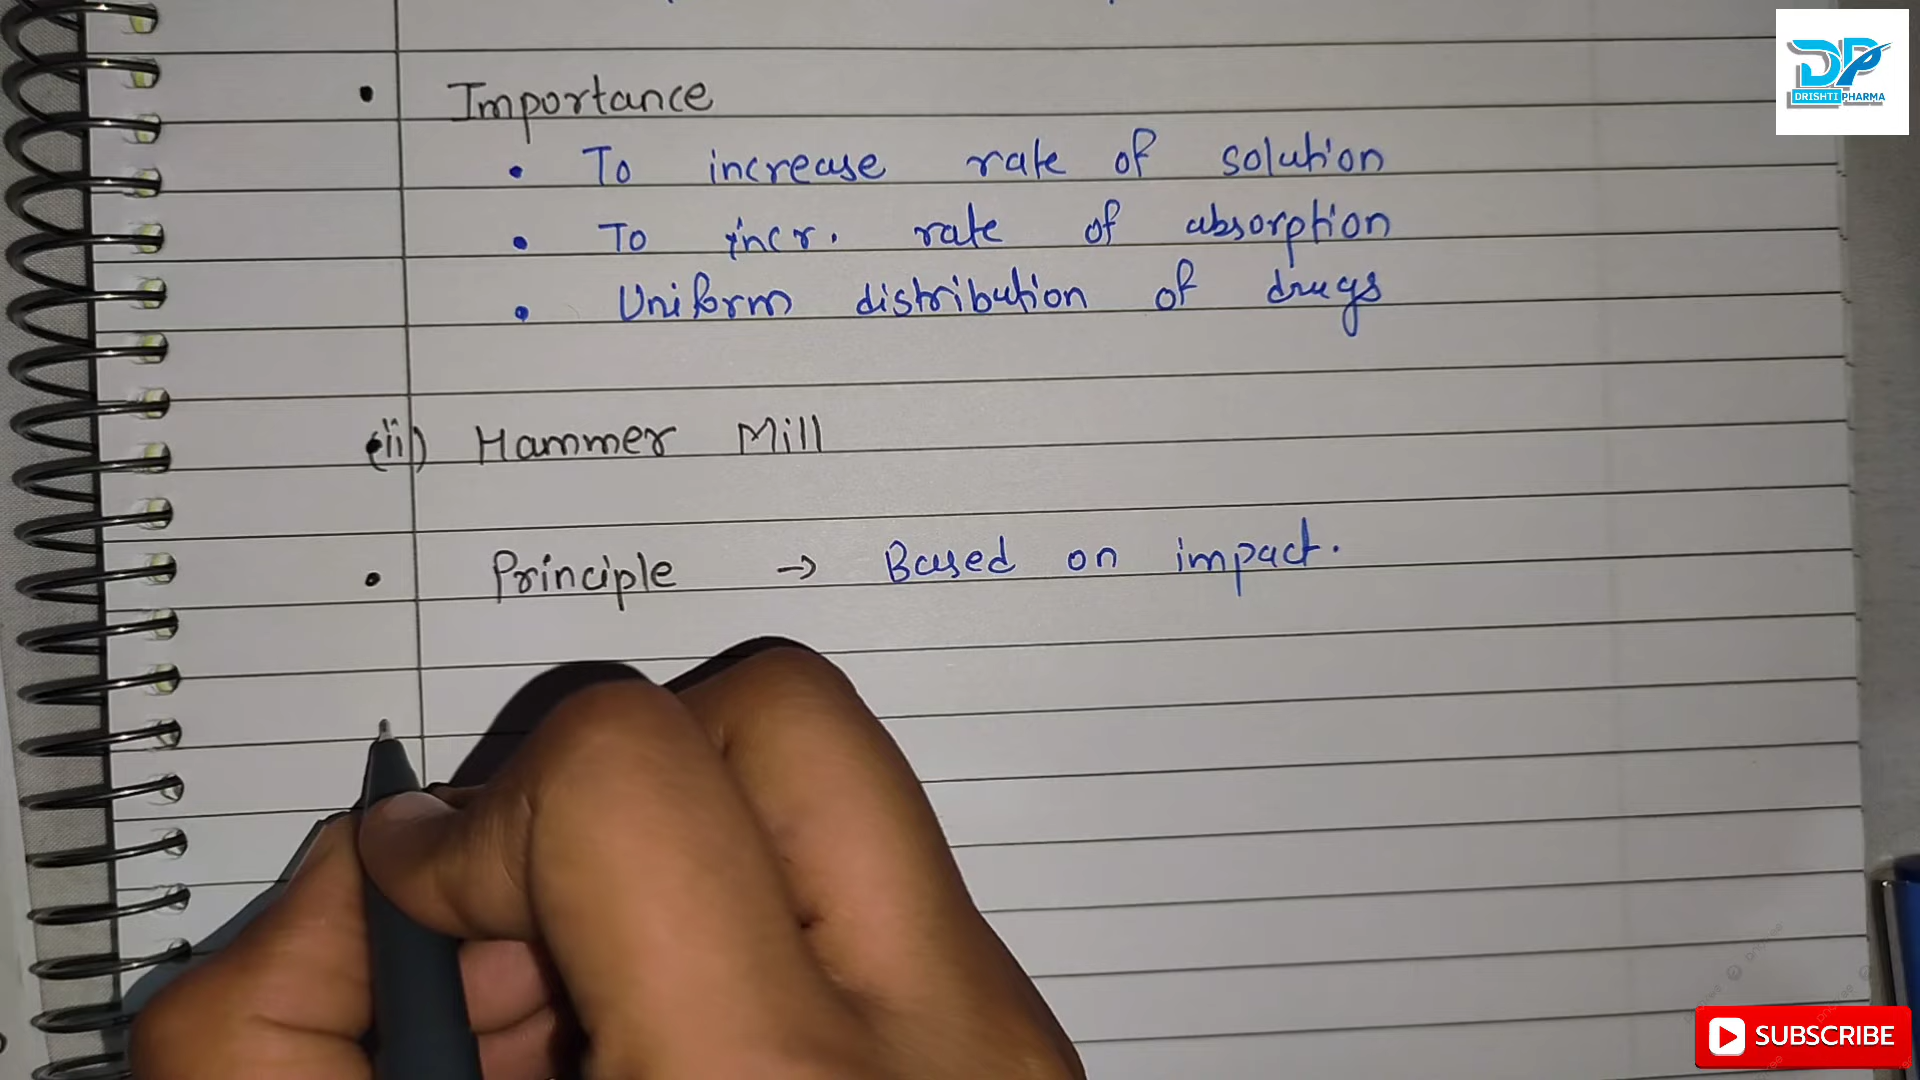 • Importance
• To increase rate of solution
• To incr. rate of absorption
• Uniform distribution of drugs
(ii) Hammer Mill
• Principle → Based on impact.
DP
DRISHTI PHARMA
SUBSCRIBE